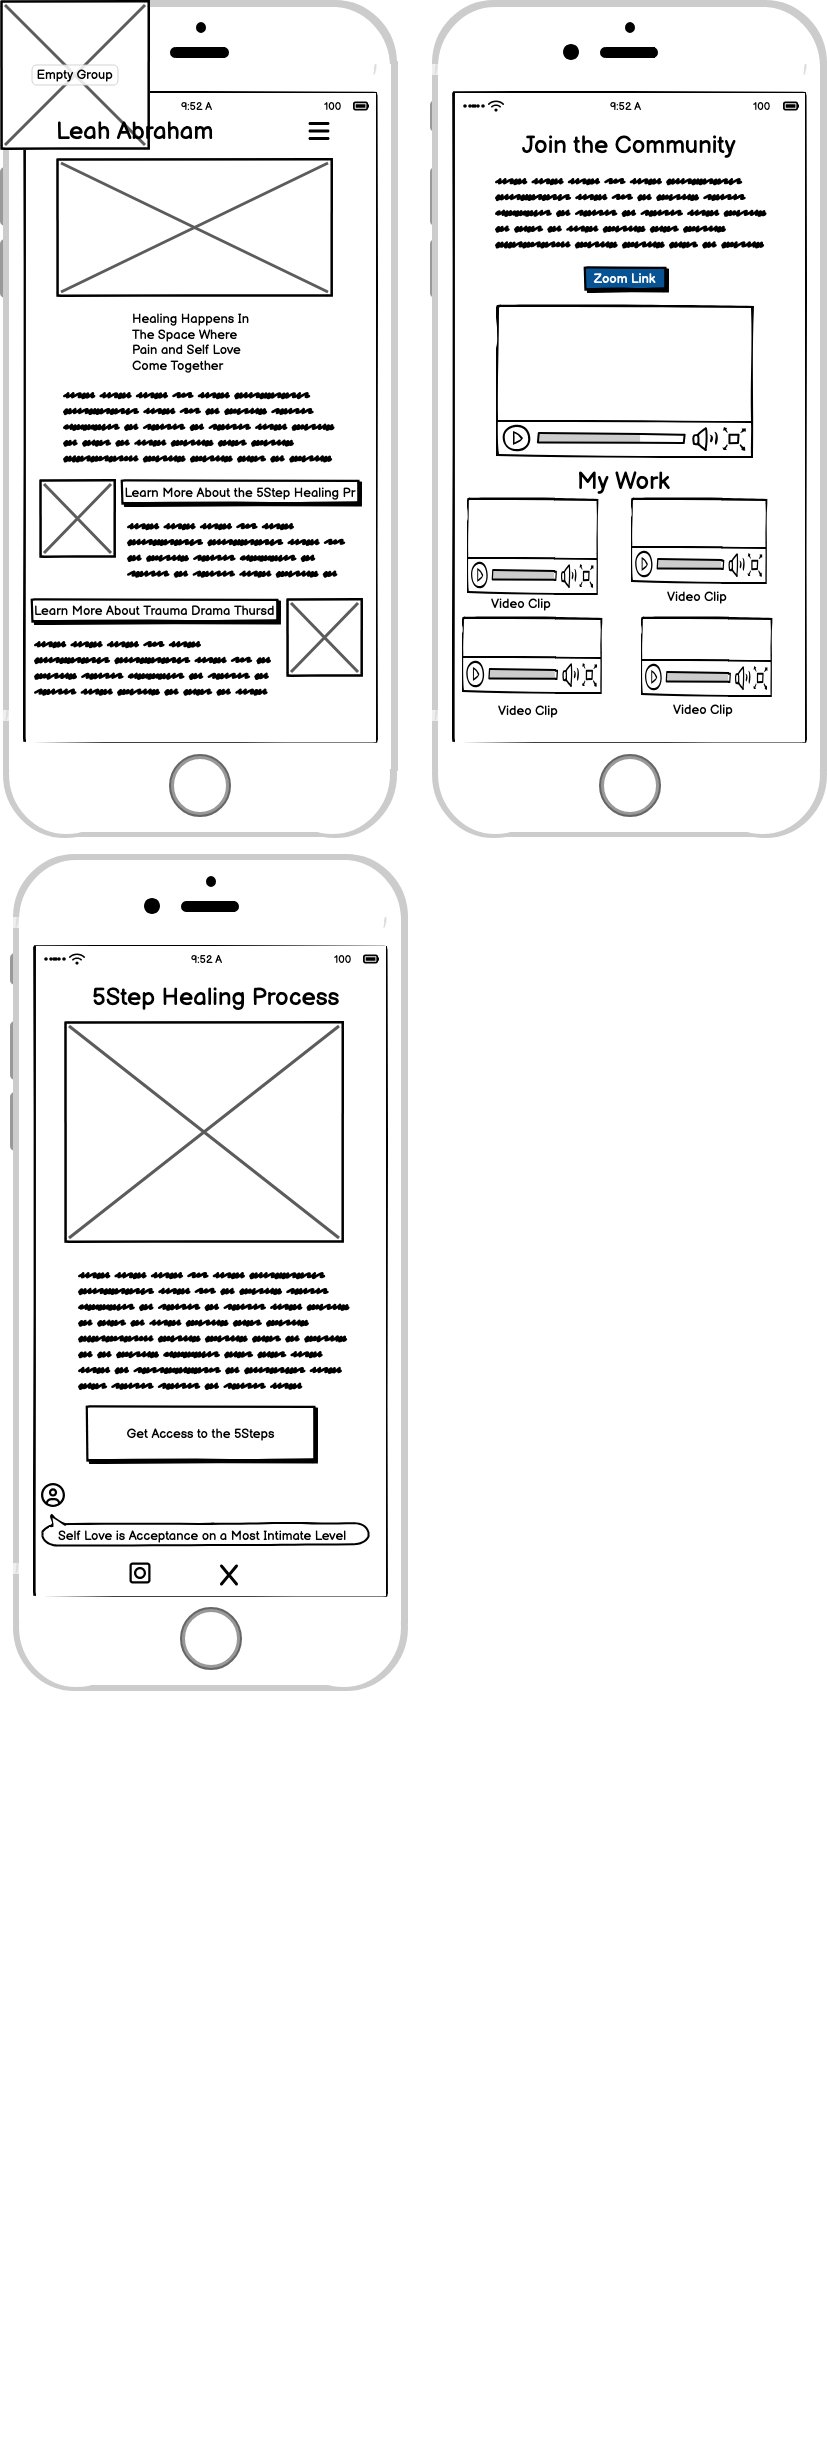 Empty Group
9:52 A
100
Leah Abraham
Healing Happens In
The Space Where
Pain and Self Love
Come Together
Learn More About the 5Step Healing Pr
Learn More About Trauma Drama Thursd
9:52 A
100
Join the Community
Zoom Link
My Work
Video Clip
Video Clip
Video Clip
Video Clip
9:52 A
100
5Step Healing Process
Get Access to the 5Steps
Self Love is Acceptance on a Most Intimate Level